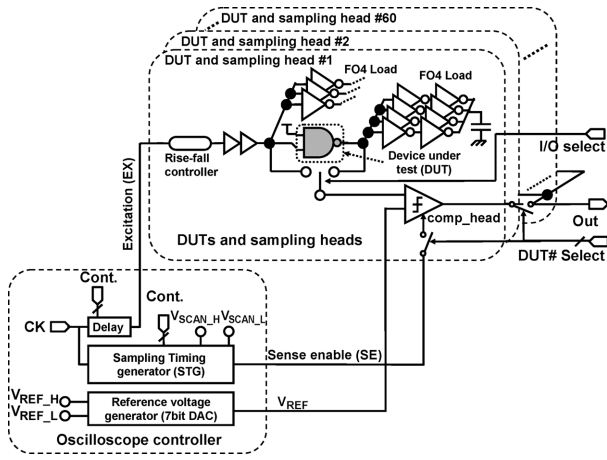 DUT and sampling head #60
DUT and sampling head #2
DUT and sampling head #1
FO4 Load
FO4 Load
Rise-fall
controller
Device under
test (DUT)
I/O select
Excitation (EX)
comp_head
Out
DUTs and sampling heads
DUT# Select
Cont.
Cont.
VSCAN_H VSCAN_L
CK
Delay
Sampling Timing
generator (STG)
Sense enable (SE)
VREF_H
VREF_L
Reference voltage
generator (7bit DAC)
VREF
Oscilloscope controller